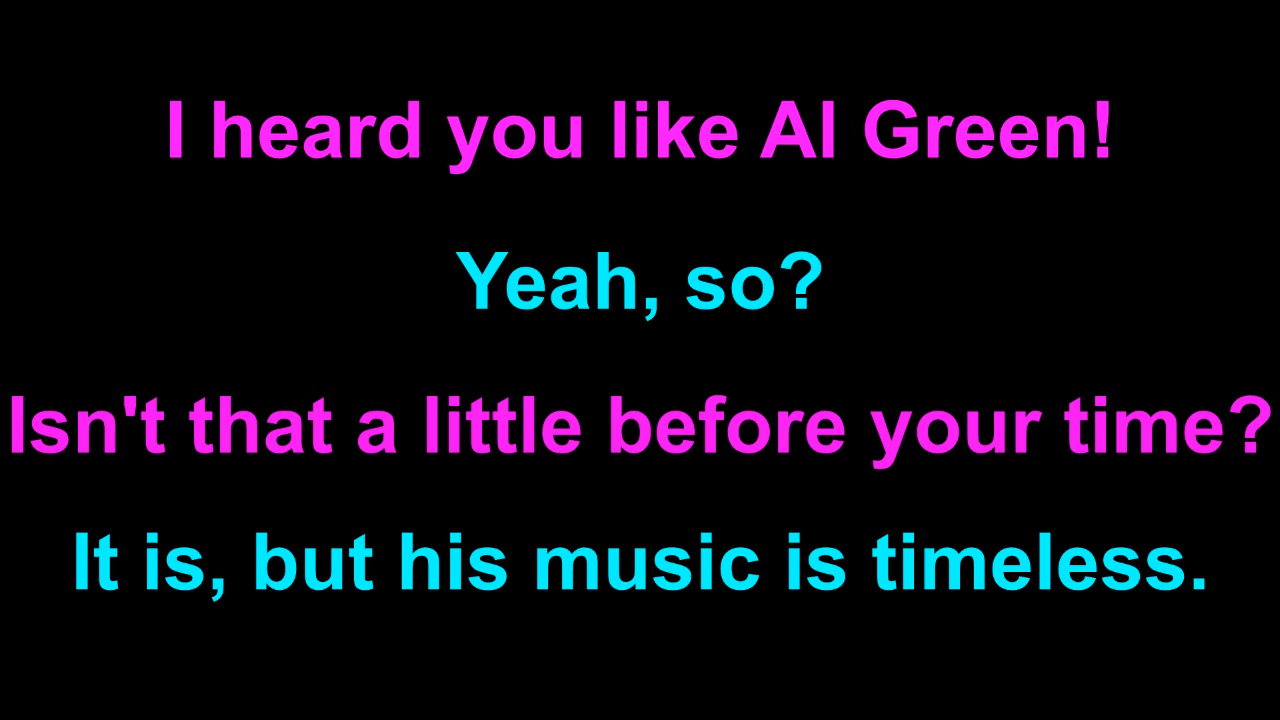 I heard you like Al Green!
Yeah, so?
Isn't that a little before your time?
It is, but his music is timeless.